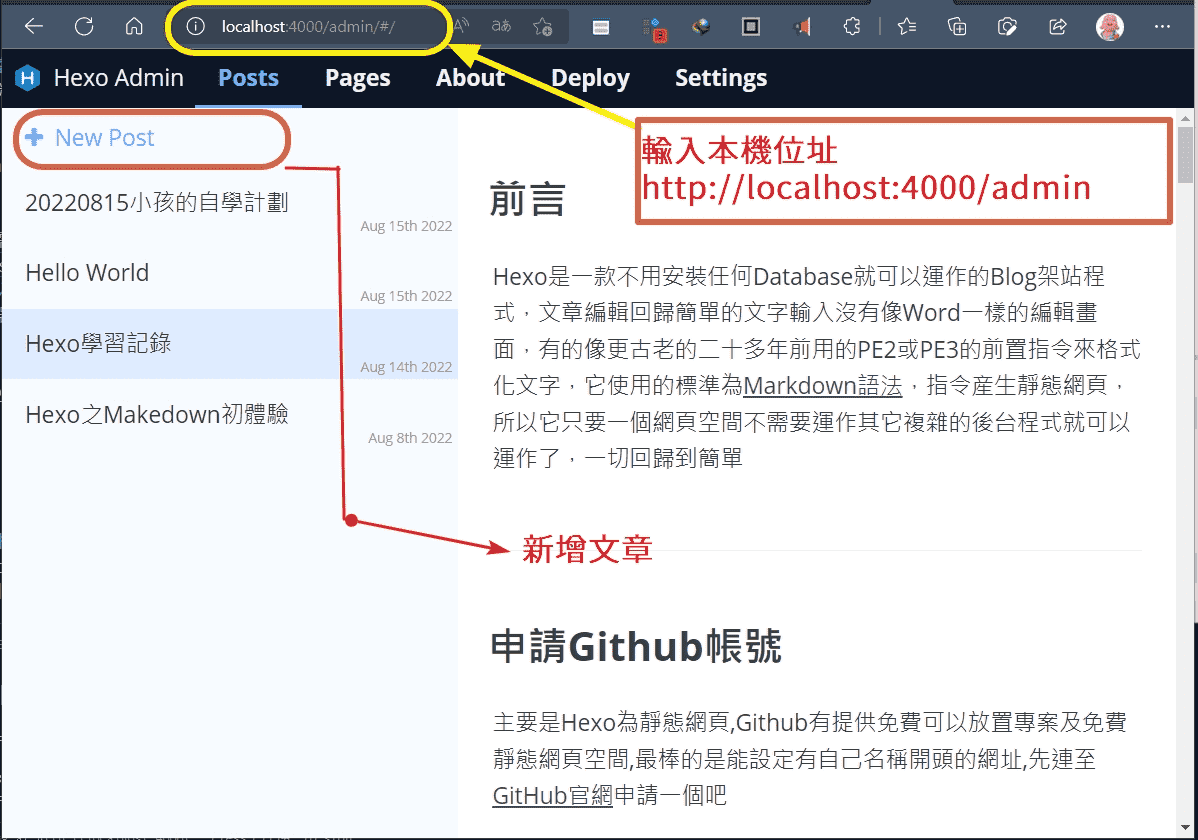 localhost:4000/admin/#/
Hexo Admin Posts Pages About Deploy Settings
New Post
輸入本機位址
http://localhost:4000/admin
20220815小孩的自學計劃
Aug 15th 2022
Hello World
Aug 15th 2022
Hexo學習記錄
Aug 14th 2022
Hexo之Makedown初體驗
Aug 8th 2022
前言
Hexo是一款不用安裝任何Database就可以運作的Blog架站程
式，文章編輯回歸簡單的文字輸入沒有像Word一樣的編輯畫
面，有的像更古老的二十多年前用的PE2或PE3的前置指令來格式
化文字，它使用的標準為Markdown語法，指令産生靜態網頁，
所以它只要一個網頁空間不需要運作其它複雜的後台程式就可以
運作了，一切回歸到簡單
新增文章
申請Github帳號
主要是Hexo為靜態網頁,Github有提供免費可以放置專案及免費
靜態網頁空間,最棒的是能設定有自己名稱開頭的網址,先連至
GitHub官網申請一個吧